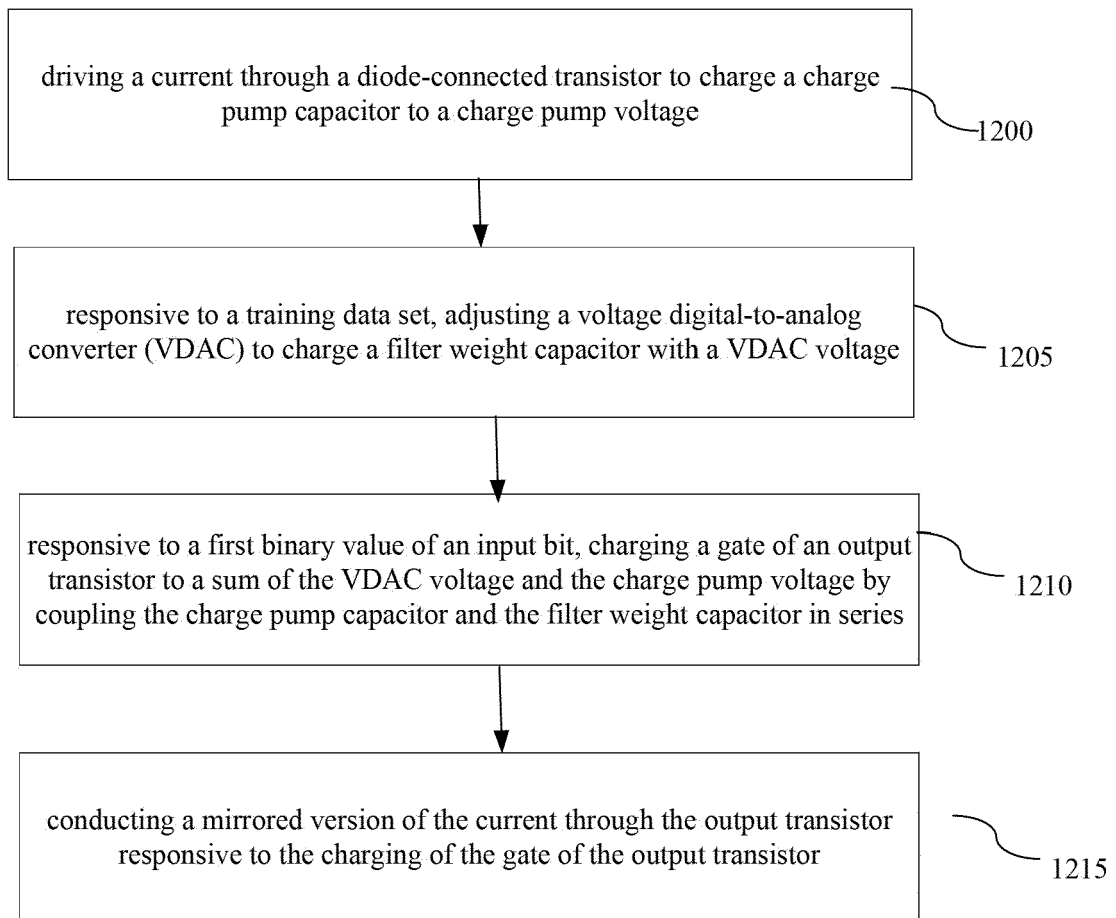 driving a current through a diode-connected transistor to charge a charge
pump capacitor to a charge pump voltage
1200
responsive to a training data set, adjusting a voltage digital-to-analog
converter (VDAC) to charge a filter weight capacitor with a VDAC voltage
1205
responsive to a first binary value of an input bit, charging a gate of an output
transistor to a sum of the VDAC voltage and the charge pump voltage by
coupling the charge pump capacitor and the filter weight capacitor in series
1210
conducting a mirrored version of the current through the output transistor
responsive to the charging of the gate of the output transistor
1215